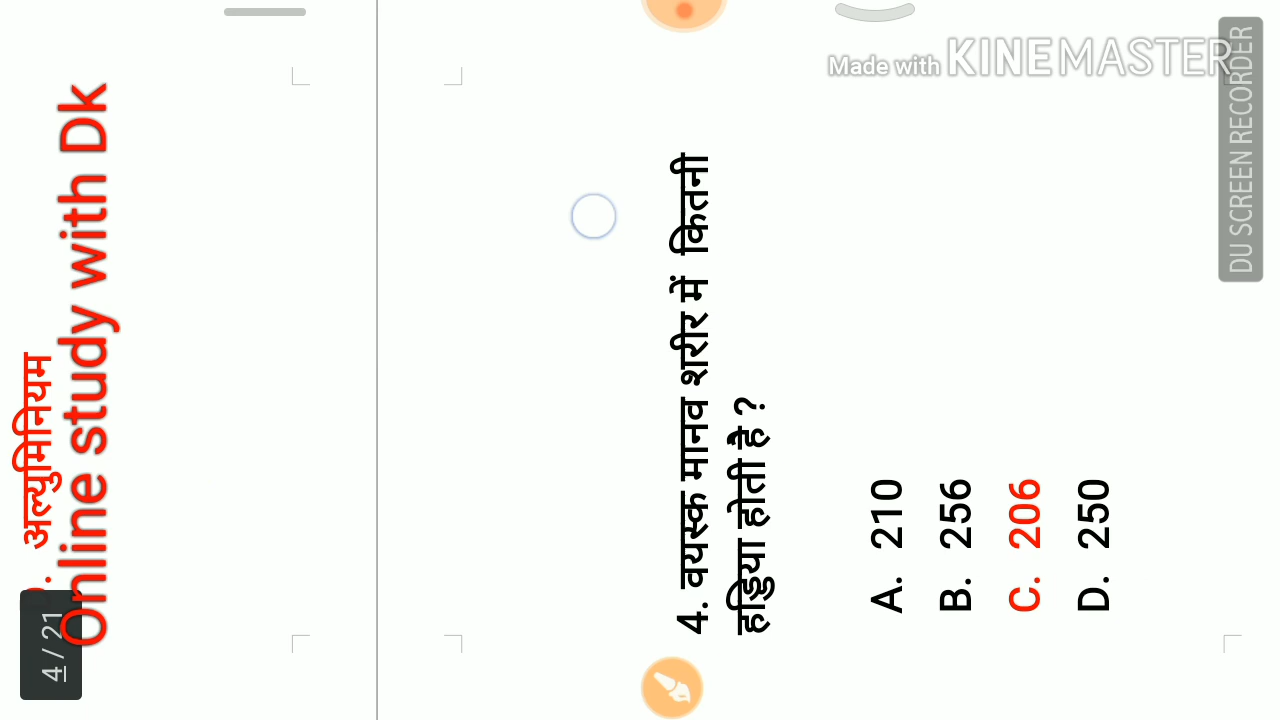 D. अल्युमिनियम
Online study with Dk
4 / 21
4. वयस्क मानव शरीर में कितनी
हड्डिया होती है ?
A. 210
B. 256
C. 206
D. 250
Made with KINEMASTER
DU SCREEN RECORDER